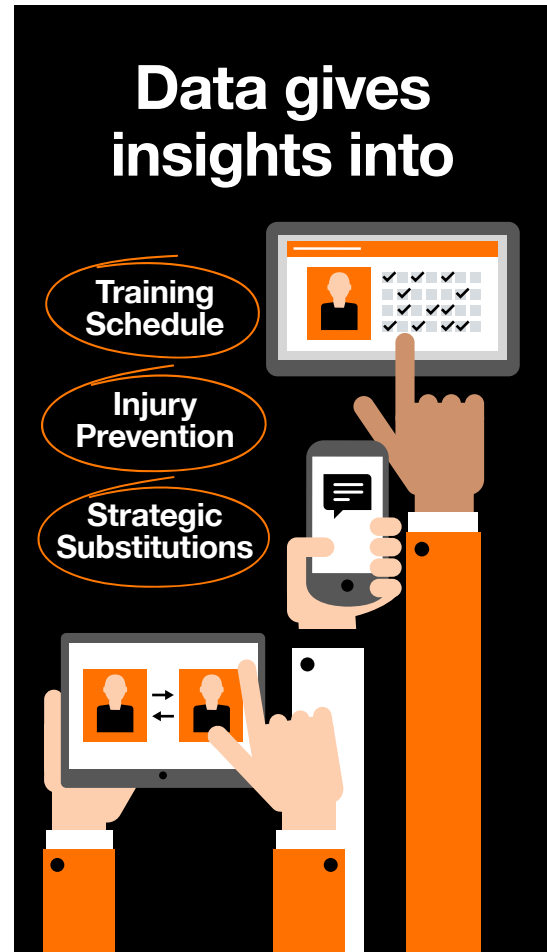 Data gives
insights into
Training
Schedule
Injury
Prevention
Strategic
Substitutions